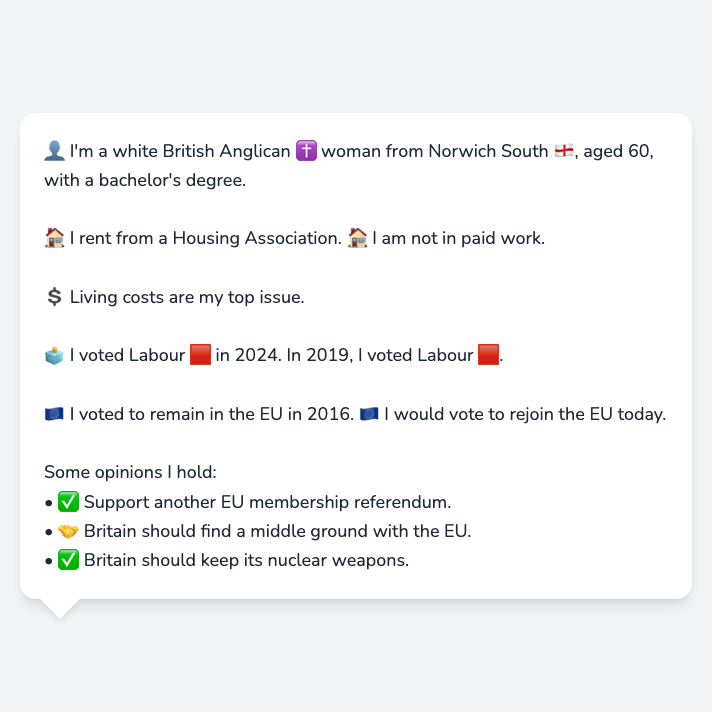 👤 I'm a white British Anglican ✝️ woman from Norwich South 🏴󠁧󠁢󠁥󠁮󠁧󠁿, aged 60,
with a bachelor's degree.
🏠 I rent from a Housing Association. 🏠 I am not in paid work.
💲 Living costs are my top issue.
🗳️ I voted Labour 🟥 in 2024. In 2019, I voted Labour 🟥.
🇪🇺 I voted to remain in the EU in 2016. 🇪🇺 I would vote to rejoin the EU today.
Some opinions I hold:
• ✅ Support another EU membership referendum.
• 🤝 Britain should find a middle ground with the EU.
• ✅ Britain should keep its nuclear weapons.